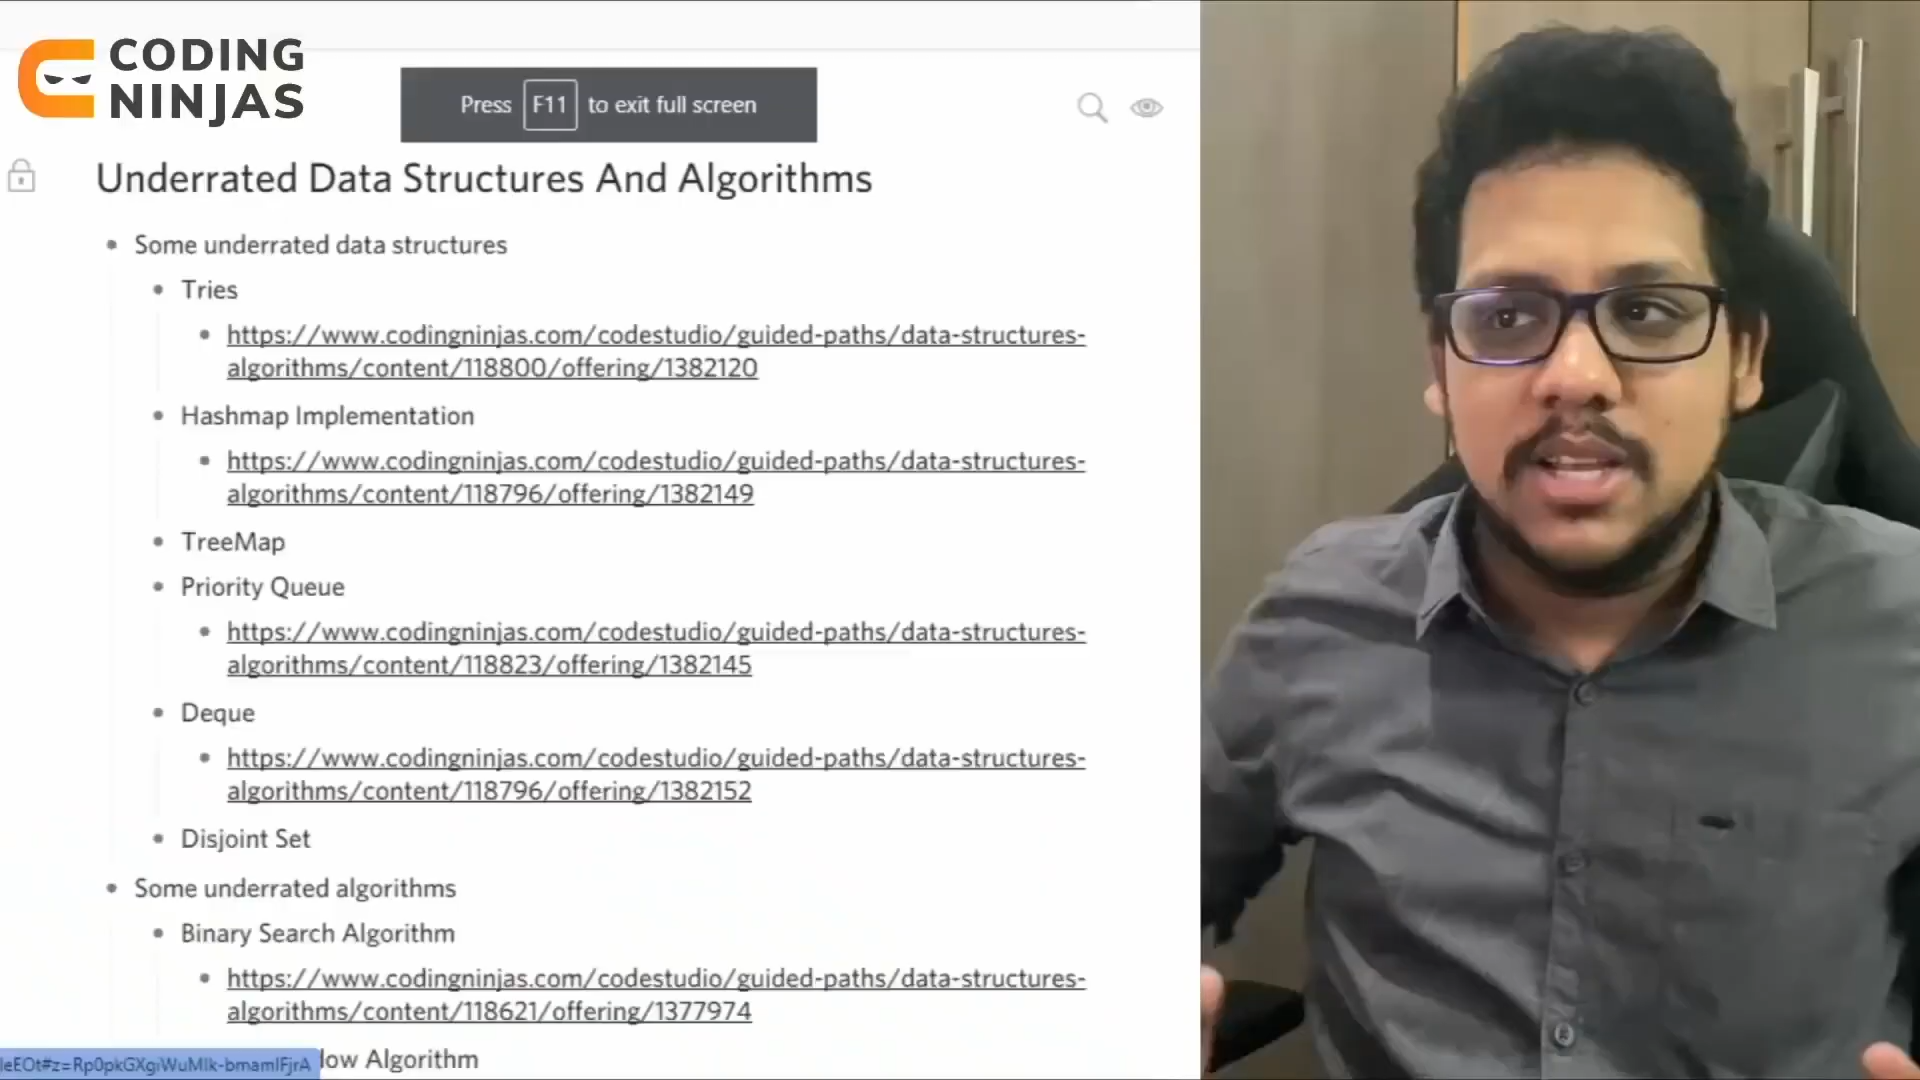 CODING
NINJAS
Press F11 to exit full screen
Underrated Data Structures And Algorithms
Some underrated data structures
Tries
https://www.codingninjas.com/codestudio/guided-paths/data-structures-
algorithms/content/118800/offering/1382120
Hashmap Implementation
https://www.codingninjas.com/codestudio/guided-paths/data-structures-
algorithms/content/118796/offering/1382149
TreeMap
Priority Queue
https://www.codingninjas.com/codestudio/guided-paths/data-structures-
algorithms/content/118823/offering/1382145
Deque
https://www.codingninjas.com/codestudio/guided-paths/data-structures-
algorithms/content/118796/offering/1382152
Disjoint Set
Some underrated algorithms
Binary Search Algorithm
https://www.codingninjas.com/codestudio/guided-paths/data-structures-
algorithms/content/118621/offering/1377974
low Algorithm